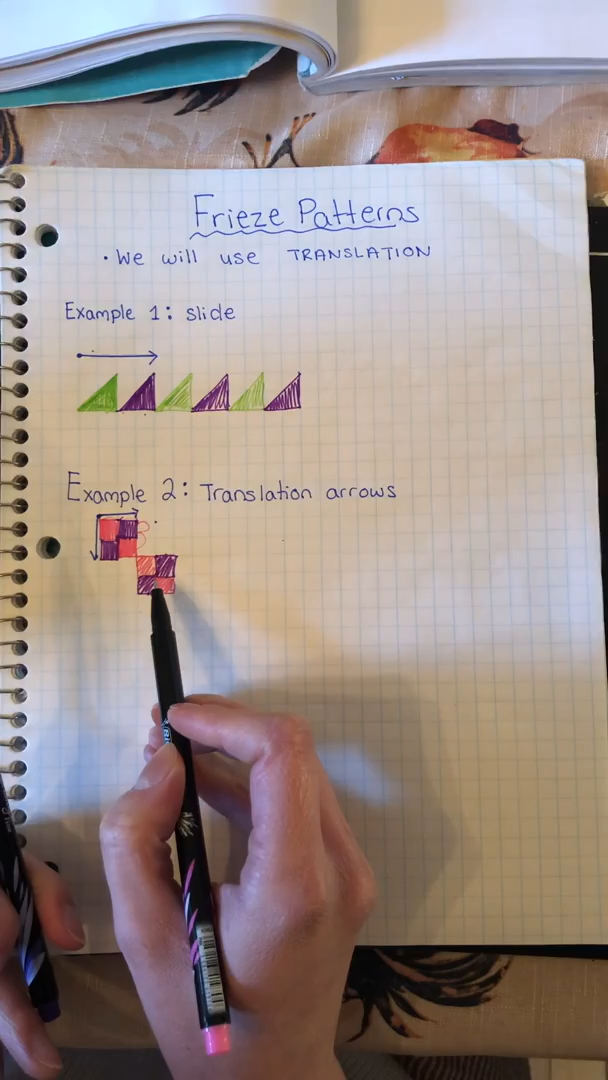 Frieze Patterns
• We will use TRANSLATION
Example 1: slide
Example 2: Translation arrows